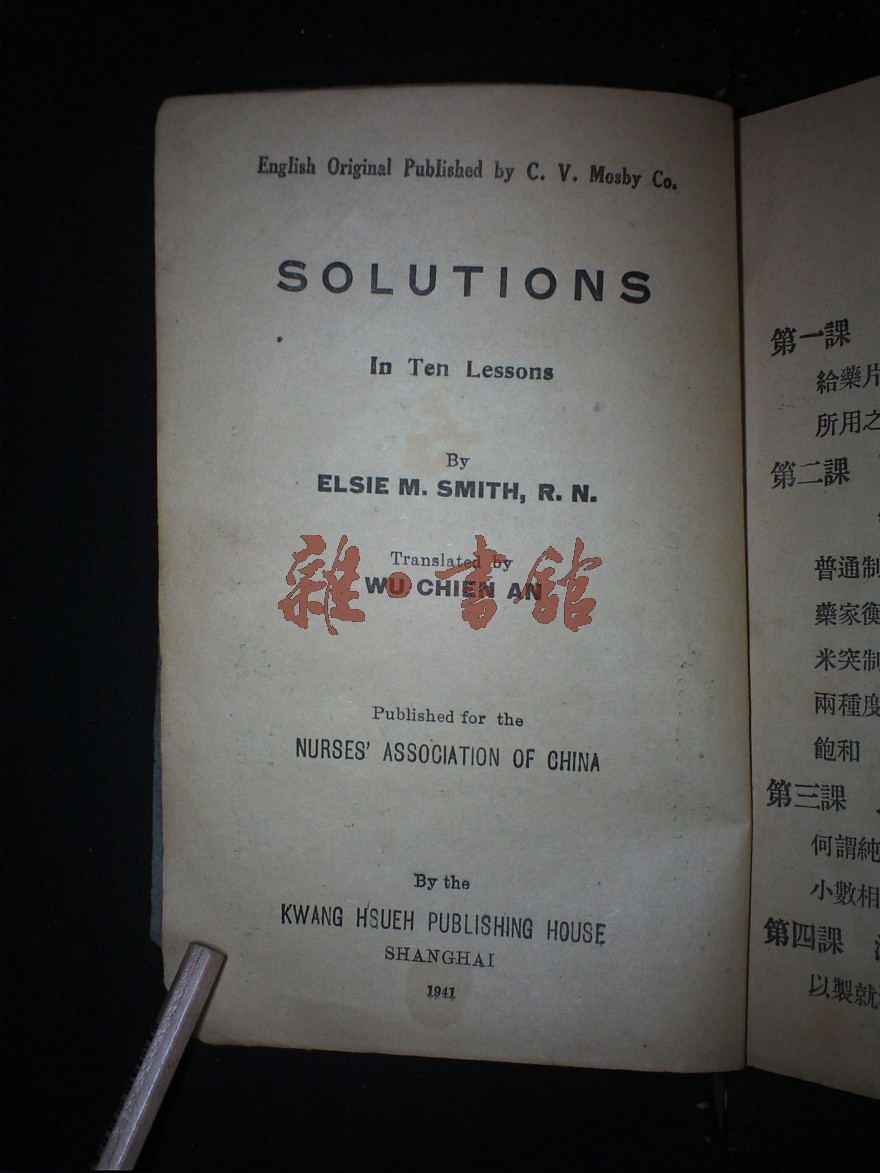 English Original Published by C. V. Mosby Co.
SOLUTIONS
In Ten Lessons
By
ELSIE M. SMITH, R. N.
Translated by
WU CHIEN AN
雜·書館
Published for the
NURSES' ASSOCIATION OF CHINA
By the
KWANG HSUEH PUBLISHING HOUSE
SHANGHAI
1941
第一課
給藥片
所用之
第二課
普通制
藥家衡
米突制
兩種度
飽和
第三課
何謂純
小數相
第四課
以製就